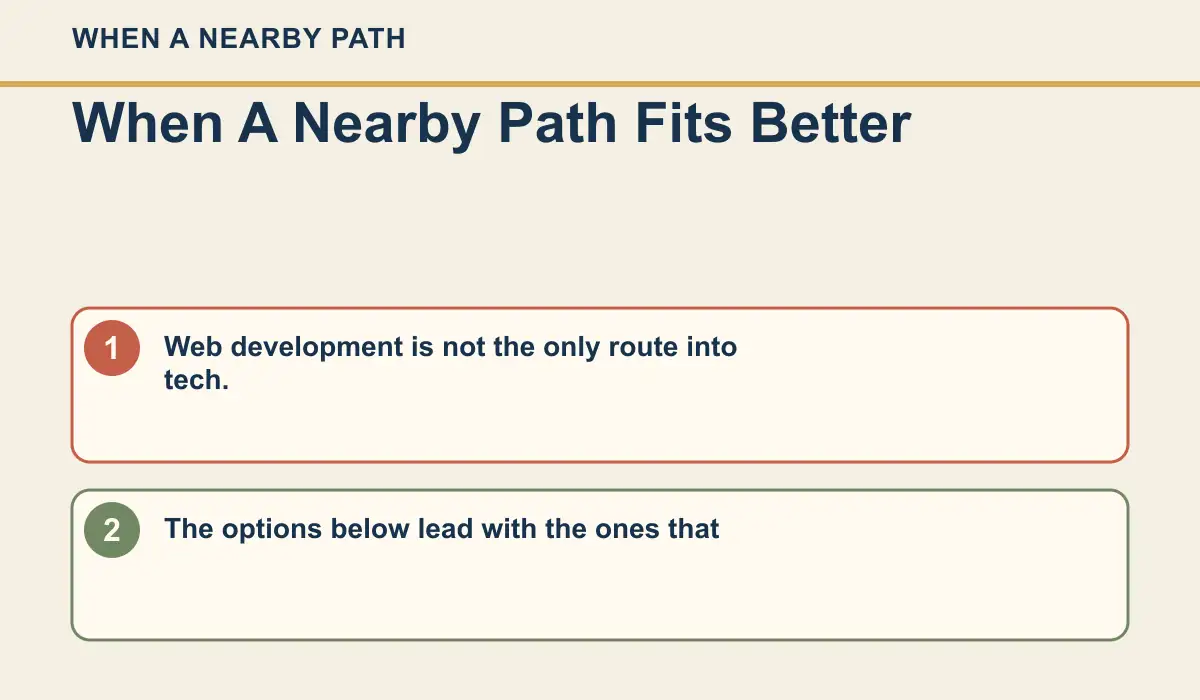 WHEN A NEARBY PATH
When A Nearby Path Fits Better
1
Web development is not the only route into
tech.
2
The options below lead with the ones that